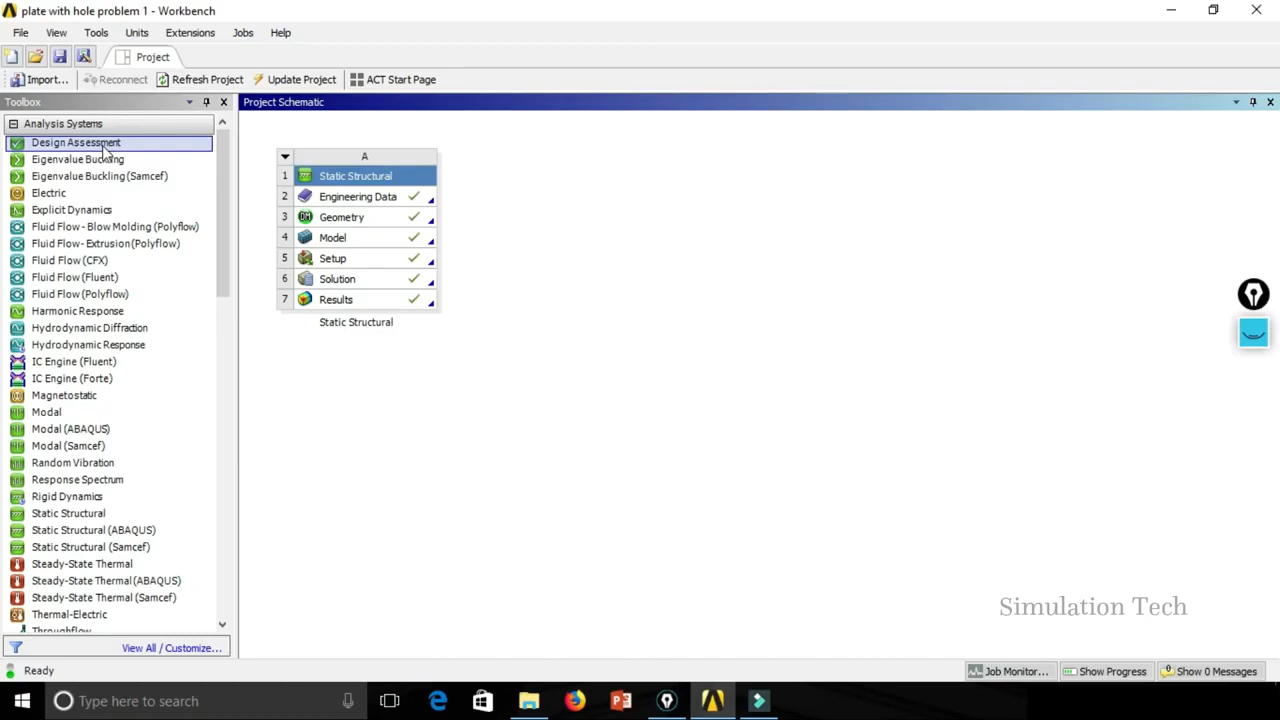 plate with hole problem 1 - Workbench
File View Tools Units Extensions Jobs Help
Project
Import... Reconnect Refresh Project Update Project ACT Start Page
Toolbox
Project Schematic
Analysis Systems
Design Assessment
Eigenvalue Buckling
Eigenvalue Buckling (Samcef)
Electric
Explicit Dynamics
Fluid Flow - Blow Molding (Polyflow)
Fluid Flow - Extrusion (Polyflow)
Fluid Flow (CFX)
Fluid Flow (Fluent)
Fluid Flow (Polyflow)
Harmonic Response
Hydrodynamic Diffraction
Hydrodynamic Response
IC Engine (Fluent)
IC Engine (Forte)
Magnetostatic
Modal
Modal (ABAQUS)
Modal (Samcef)
Random Vibration
Response Spectrum
Rigid Dynamics
Static Structural
Static Structural (ABAQUS)
Static Structural (Samcef)
Steady-State Thermal
Steady-State Thermal (ABAQUS)
Steady-State Thermal (Samcef)
Thermal-Electric
Throughflow
View All / Customize...
A
1 Static Structural
2 Engineering Data
3 Geometry
4 Model
5 Setup
6 Solution
7 Results
Static Structural
Simulation Tech
Ready
Job Monitor... Show Progress Show 0 Messages
Type here to search